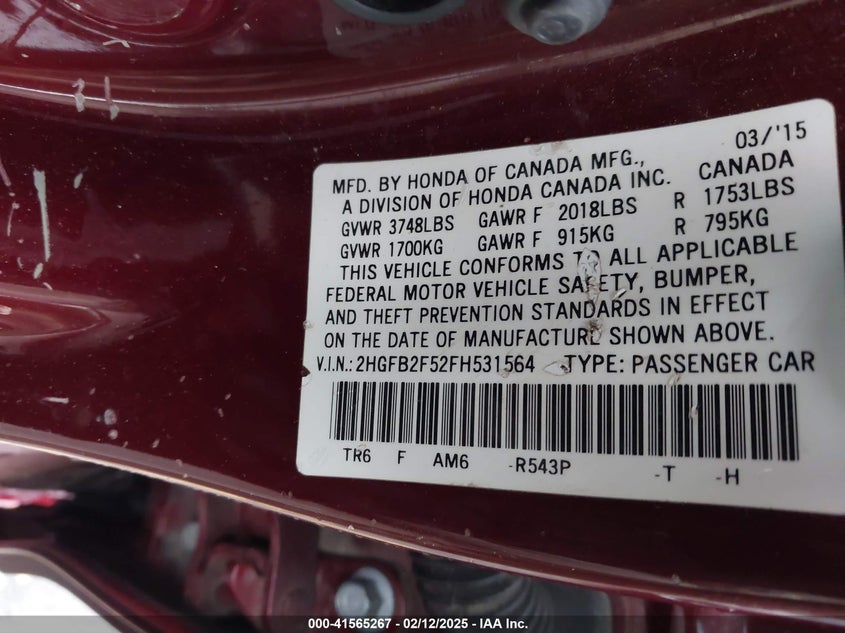 03/'15
MFD. BY HONDA OF CANADA MFG., CANADA
A DIVISION OF HONDA CANADA INC.
GVWR 3748LBS GAWR F 2018LBS R 1753LBS
GVWR 1700KG GAWR F 915KG R 795KG
THIS VEHICLE CONFORMS TO ALL APPLICABLE
FEDERAL MOTOR VEHICLE SAFETY, BUMPER,
AND THEFT PREVENTION STANDARDS IN EFFECT
ON THE DATE OF MANUFACTURE SHOWN ABOVE.
V.I.N.: 2HGFB2F52FH531564 TYPE: PASSENGER CAR
TR6 F AM6 -R543P -T -H
000-41565267 - 02/12/2025 - IAA Inc.